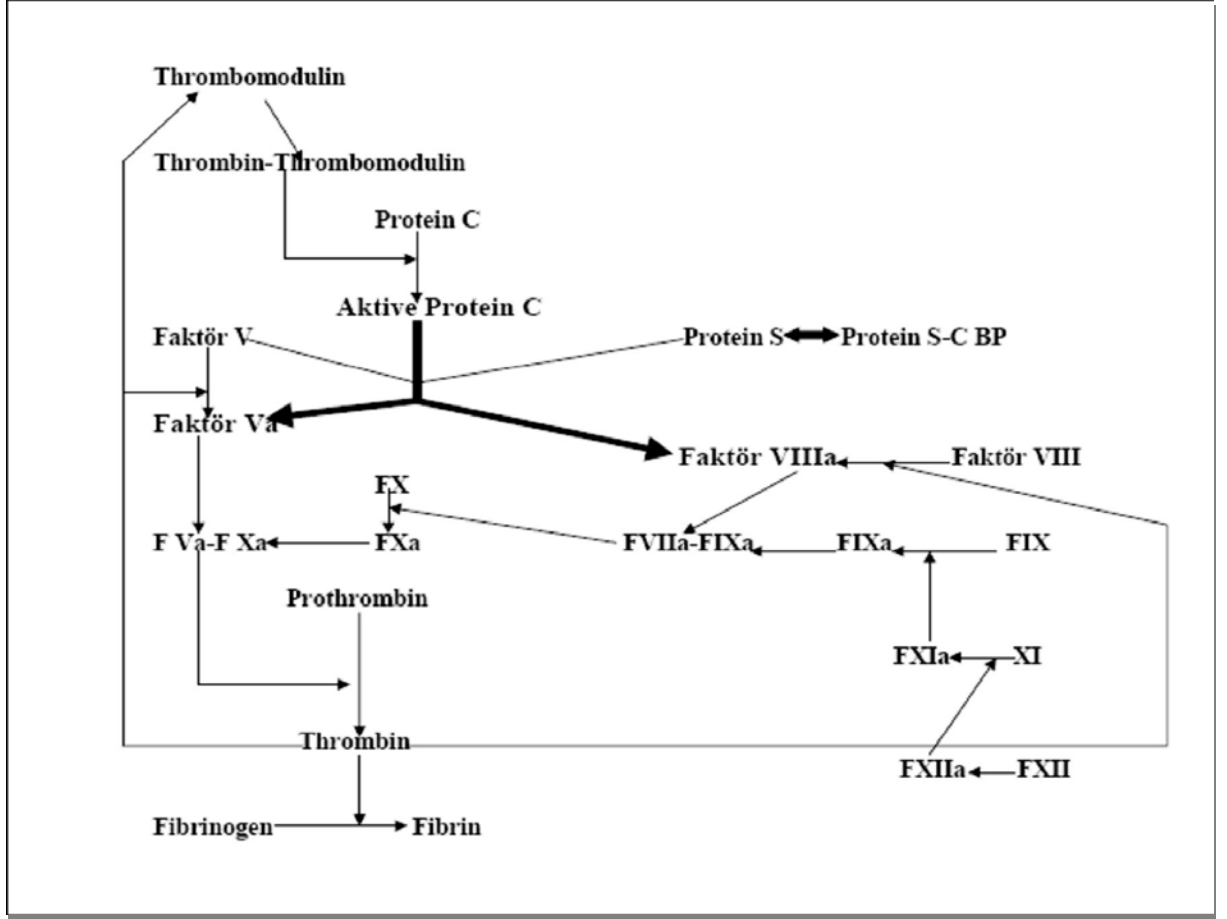 Thrombomodulin
Thrombin-Thrombomodulin
Protein C
Aktive Protein C
Faktör V
Protein S
Protein S-C BP
Faktör Va
Faktör VIIIa
Faktör VIII
FX
F Va-F Xa
FXa
FVIIa-FIXa
FIXa
FIX
Prothrombin
FXIa
XI
Thrombin
FXIIa
FXII
Fibrinogen
Fibrin